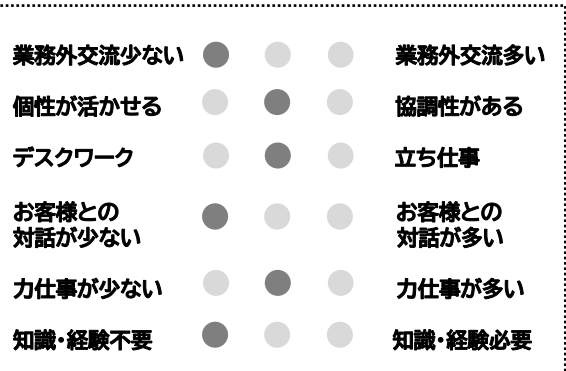 業務外交流少ない 業務外交流多い
個性が活かせる 協調性がある
デスクワーク 立ち仕事
お客様との お客様との
対話が少ない 対話が多い
力仕事が少ない 力仕事が多い
知識・経験不要 知識・経験必要